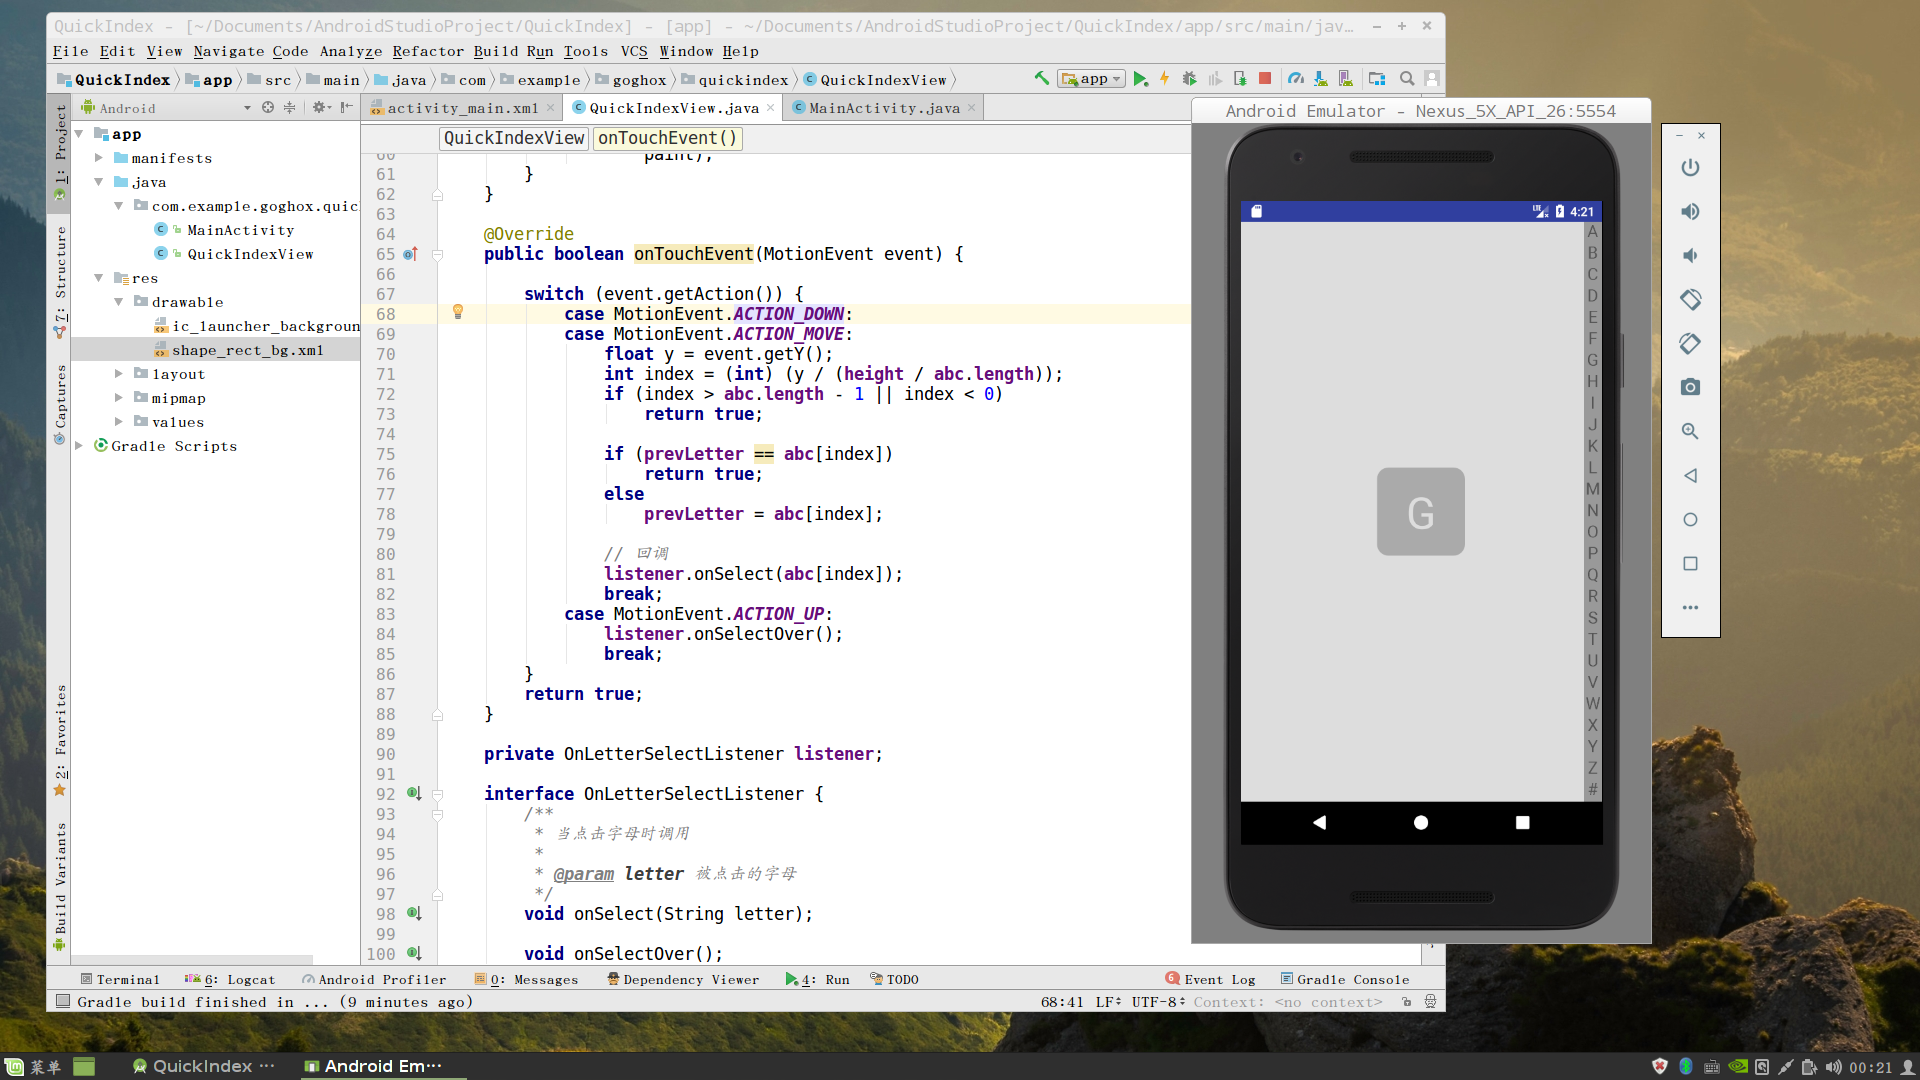 QuickIndex - [~/Documents/AndroidStudioProject/QuickIndex] - [app] - ~/Documents/AndroidStudioProject/QuickIndex/app/src/main/jav...
File Edit View Navigate Code Analyze Refactor Build Run Tools VCS Window Help
QuickIndex app src main java com example goghox quickindex QuickIndexView
app
Android
activity_main.xml
QuickIndexView.java
MainActivity.java
QuickIndexView onTouchEvent()
1: Project
7: Structure
Captures
2: Favorites
Build Variants
app
manifests
java
com.example.goghox.quic
MainActivity
QuickIndexView
res
drawable
ic_launcher_backgroun
shape_rect_bg.xml
layout
mipmap
values
Gradle Scripts
60 paint);
61 }
62 }
63
64 @Override
65 public boolean onTouchEvent(MotionEvent event) {
66
67 switch (event.getAction()) {
68 case MotionEvent.ACTION_DOWN:
69 case MotionEvent.ACTION_MOVE:
70 float y = event.getY();
71 int index = (int) (y / (height / abc.length));
72 if (index > abc.length - 1 || index < 0)
73 return true;
74
75 if (prevLetter == abc[index])
76 return true;
77 else
78 prevLetter = abc[index];
79
80 // 回调
81 listener.onSelect(abc[index]);
82 break;
83 case MotionEvent.ACTION_UP:
84 listener.onSelectOver();
85 break;
86 }
87 return true;
88 }
89
90 private OnLetterSelectListener listener;
91
92 interface OnLetterSelectListener {
93 /**
94 * 当点击字母时调用
95 *
96 * @param letter 被点击的字母
97 */
98 void onSelect(String letter);
99
100 void onSelectOver();
Android Emulator - Nexus_5X_API_26:5554
LTE 4:21
G
A
B
C
D
E
F
G
H
I
J
K
L
M
N
O
P
Q
R
S
T
U
V
W
X
Y
Z
#
Terminal 6: Logcat Android Profiler 0: Messages Dependency Viewer 4: Run TODO 6 Event Log Gradle Console
Gradle build finished in ... (9 minutes ago) 68:41 LF UTF-8 Context: <no context>
菜单 QuickIndex ··· Android Em··· 00:21